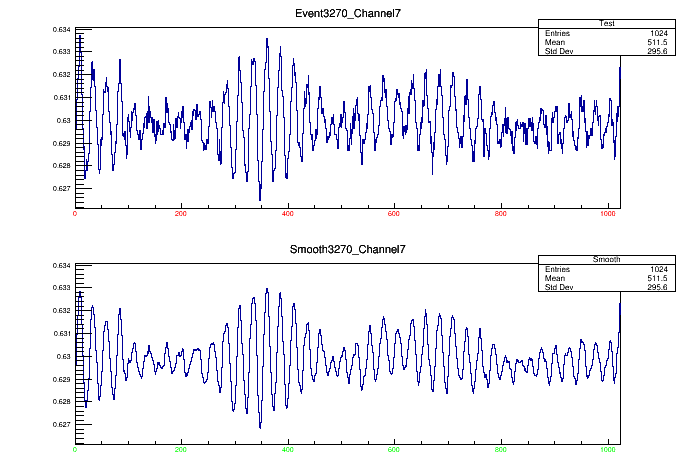 Event3270_Channel7
Test
Entries 1024
Mean 511.5
Std Dev 295.6
0.634
0.633
0.632
0.631
0.63
0.629
0.628
0.627
0 200 400 600 800 1000
Smooth3270_Channel7
Smooth
Entries 1024
Mean 511.5
Std Dev 295.6
0.634
0.633
0.632
0.631
0.63
0.629
0.628
0.627
0 200 400 600 800 1000